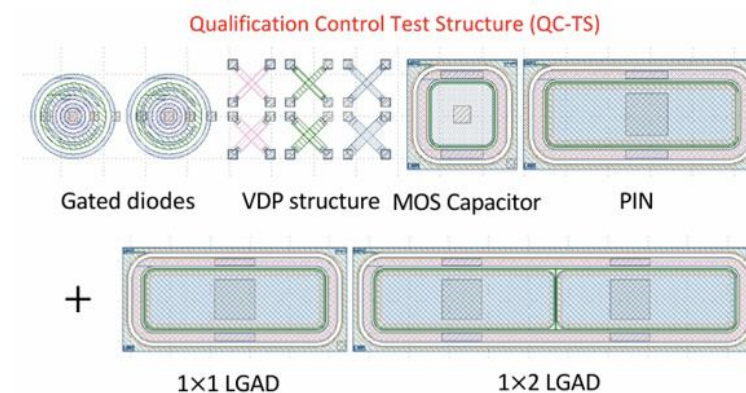 Qualification Control Test Structure (QC-TS)
Gated diodes
VDP structure
MOS Capacitor
PIN
+
1×1 LGAD
1×2 LGAD